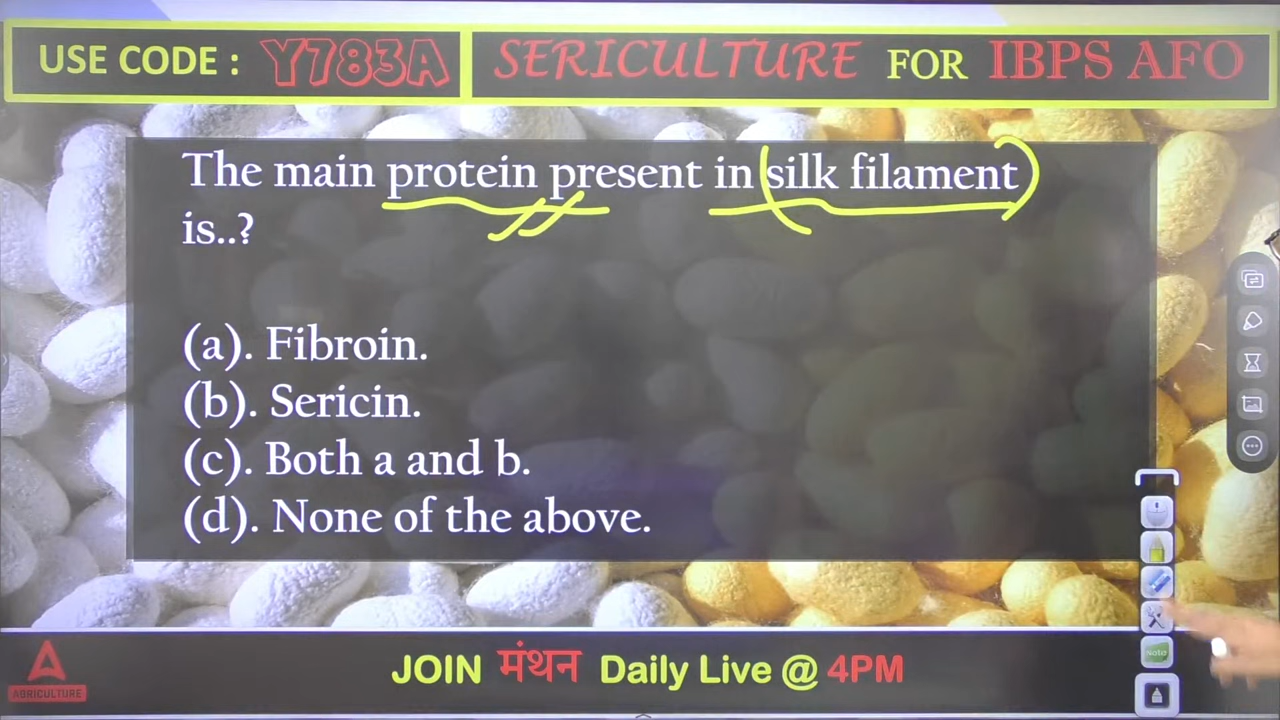 USE CODE : Y783A
SERICULTURE FOR IBPS AFO
The main protein present in silk filament
is..?
(a). Fibroin.
(b). Sericin.
(c). Both a and b.
(d). None of the above.
Note
A
AGRICULTURE
JOIN मंथन Daily Live @ 4PM